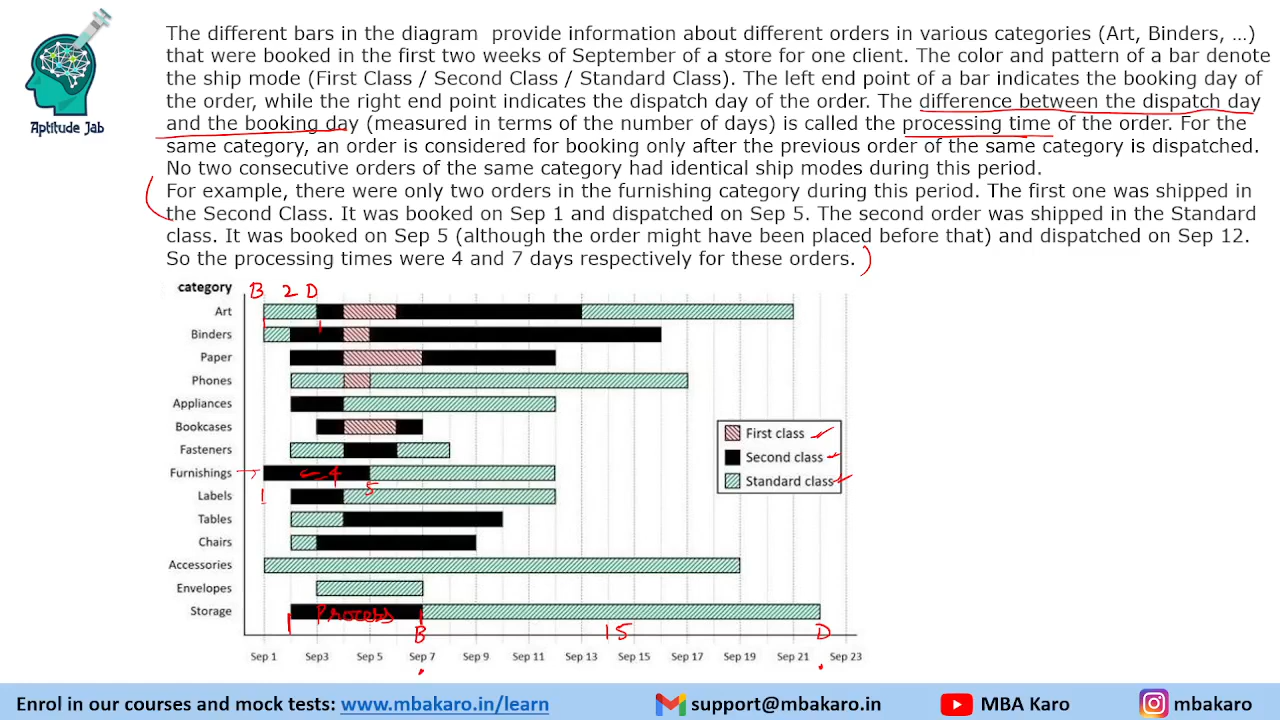 The different bars in the diagram provide information about different orders in various categories (Art, Binders, ...)
that were booked in the first two weeks of September of a store for one client. The color and pattern of a bar denote
the ship mode (First Class / Second Class / Standard Class). The left end point of a bar indicates the booking day of
the order, while the right end point indicates the dispatch day of the order. The difference between the dispatch day
and the booking day (measured in terms of the number of days) is called the processing time of the order. For the
same category, an order is considered for booking only after the previous order of the same category is dispatched.
No two consecutive orders of the same category had identical ship modes during this period.
For example, there were only two orders in the furnishing category during this period. The first one was shipped in
the Second Class. It was booked on Sep 1 and dispatched on Sep 5. The second order was shipped in the Standard
class. It was booked on Sep 5 (although the order might have been placed before that) and dispatched on Sep 12.
So the processing times were 4 and 7 days respectively for these orders.
Aptitude Jab
category
B 2 D
Art
Binders
Paper
Phones
Appliances
Bookcases
Fasteners
Furnishings
4
5
Labels
1
Tables
Chairs
Accessories
Envelopes
Storage
Process
B 15 D
First class
Second class
Standard class
Sep 1 Sep3 Sep 5 Sep 7 Sep 9 Sep 11 Sep 13 Sep 15 Sep 17 Sep 19 Sep 21 Sep 23
Enrol in our courses and mock tests: www.mbakaro.in/learn support@mbakaro.in MBA Karo mbakaro